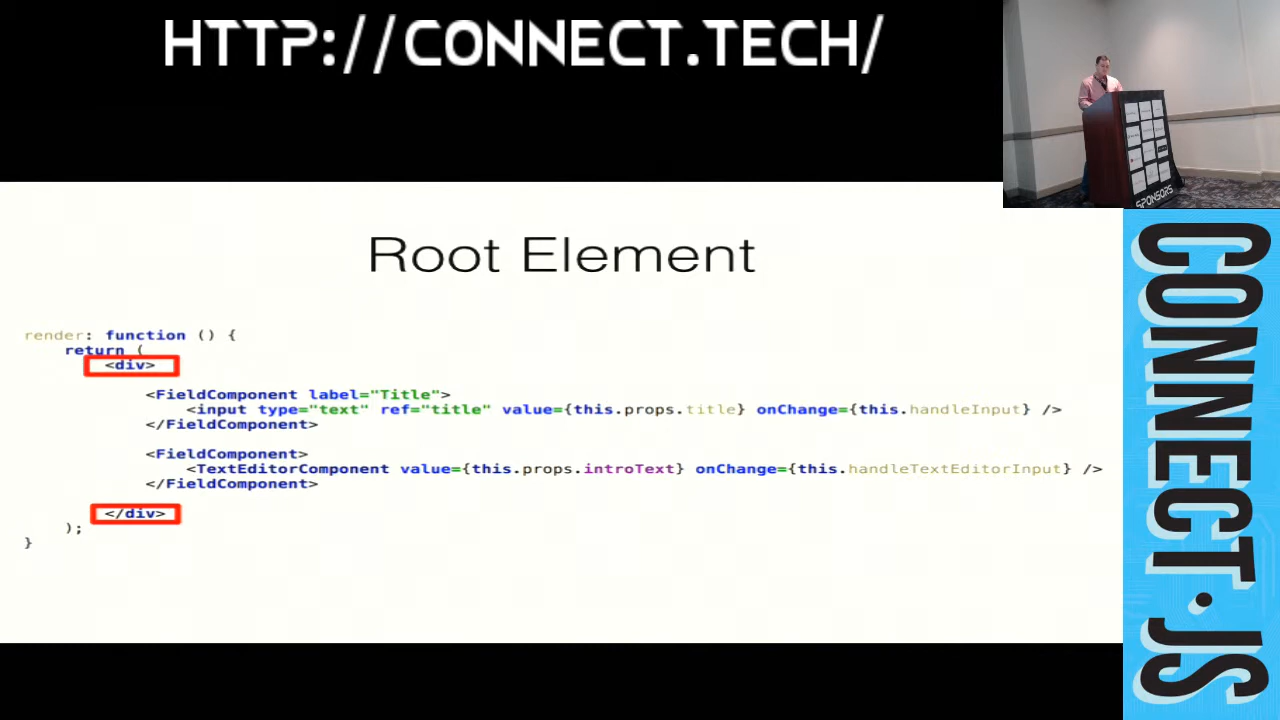 HTTP://CONNECT.TECH/
SPONSORS
Root Element
render: function () {
return (
<div>
<FieldComponent label="Title">
<input type="text" ref="title" value={this.props.title} onChange={this.handleInput} />
</FieldComponent>
<FieldComponent>
<TextEditorComponent value={this.props.introText} onChange={this.handleTextEditorInput} />
</FieldComponent>
</div>
);
}
CONNECT.JS